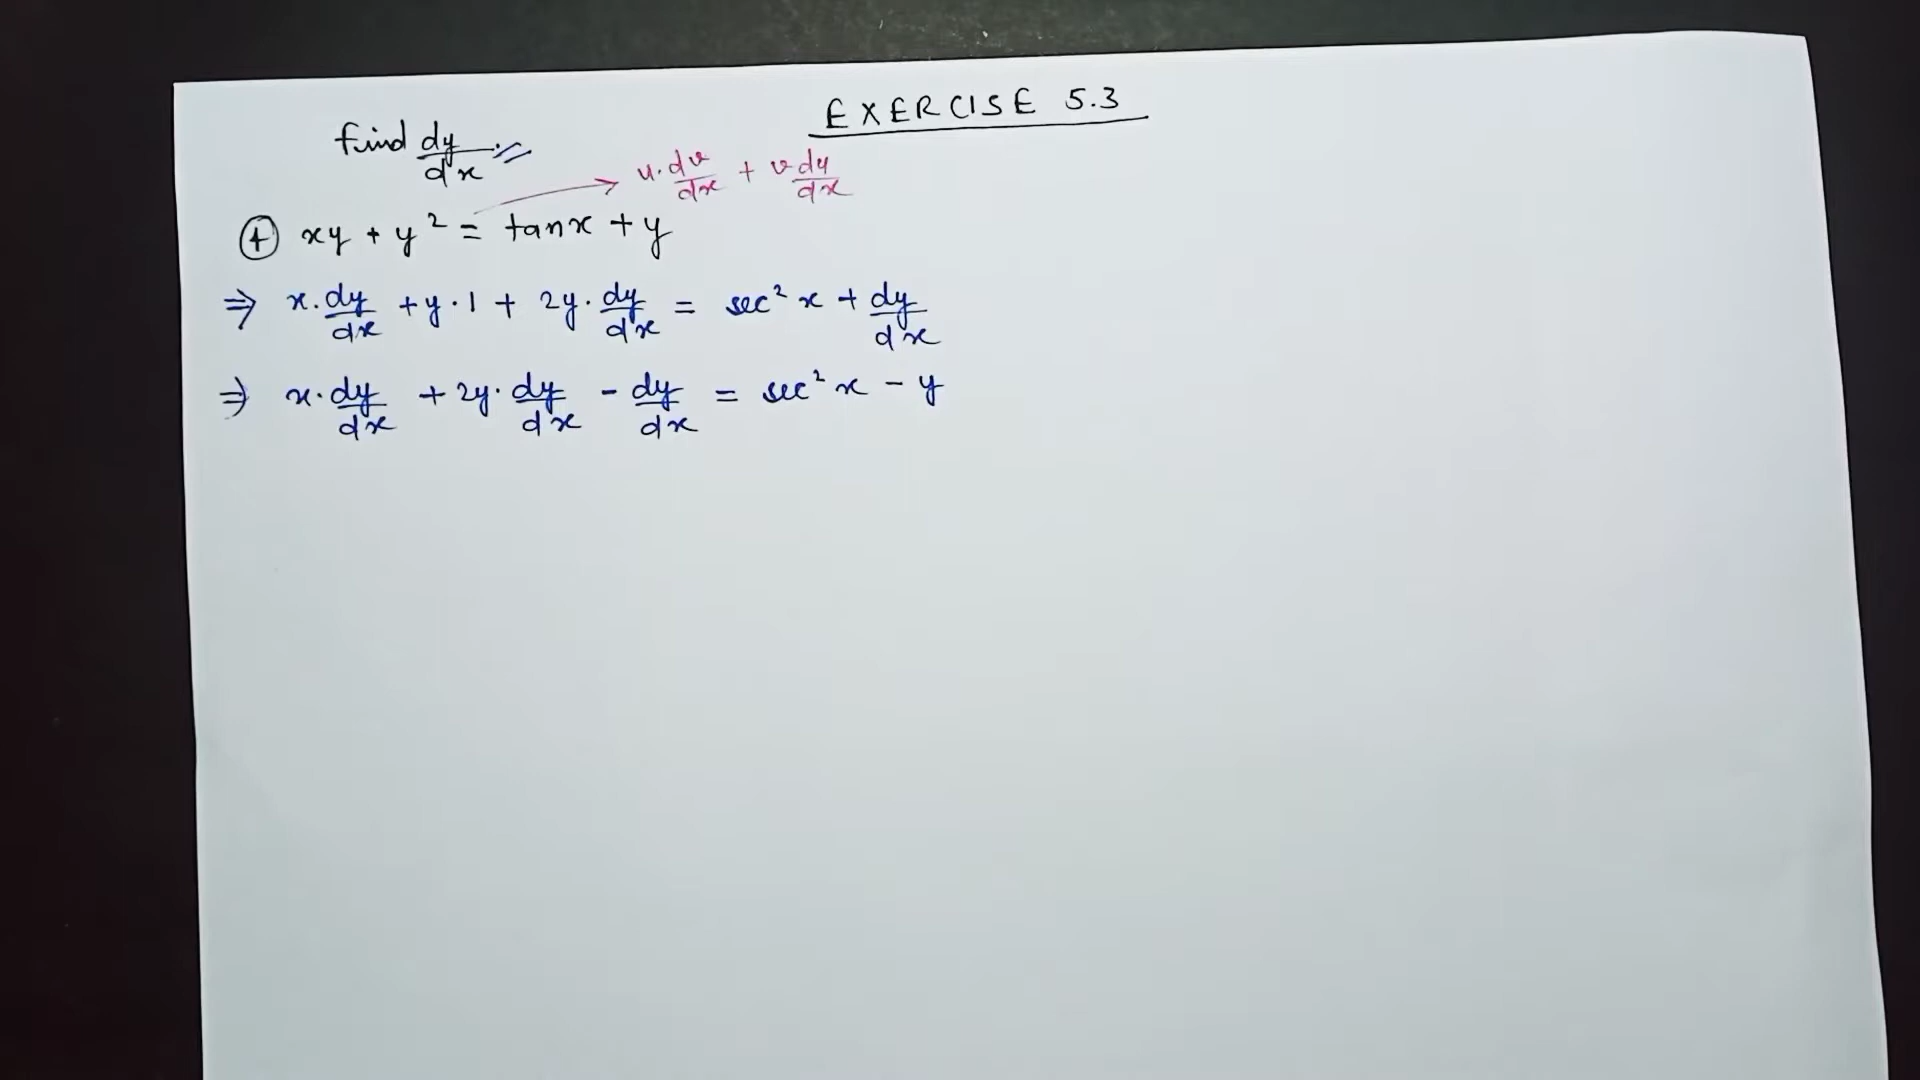 EXERCISE 5.3
find dy/dx
u.dv/dx + v du/dx
④ xy + y² = tanx + y
⇒ x.dy/dx + y.1 + 2y.dy/dx = sec²x + dy/dx
⇒ x.dy/dx + 2y.dy/dx - dy/dx = sec²x - y